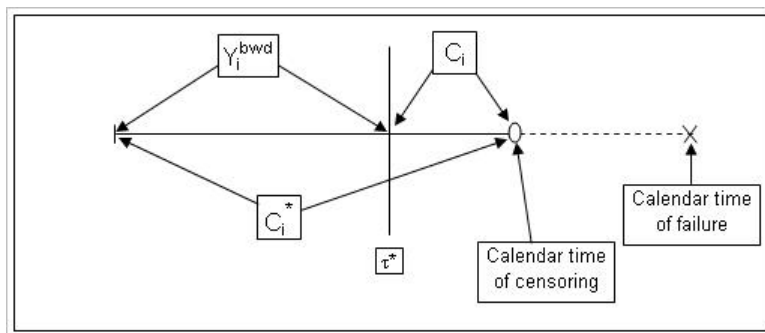 Y_i^bwd
C_i
C_i^*
τ*
Calendar time
of censoring
Calendar time
of failure